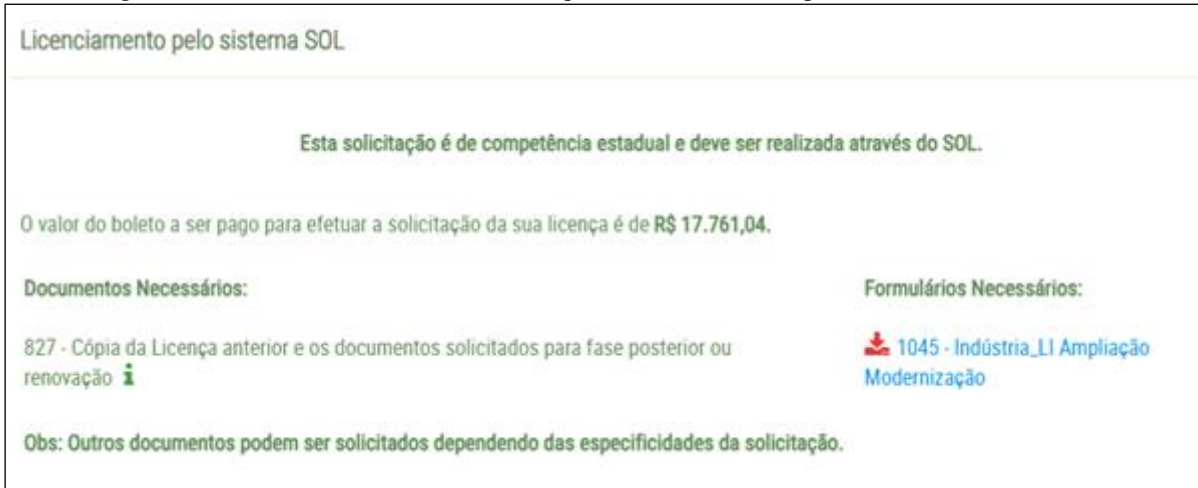 Licenciamento pelo sistema SOL
Esta solicitação é de competência estadual e deve ser realizada através do SOL.
O valor do boleto a ser pago para efetuar a solicitação da sua licença é de R$ 17.761,04.
Documentos Necessários:
827 - Cópia da Licença anterior e os documentos solicitados para fase posterior ou
renovação i
Formulários Necessários:
1045 - Indústria_LI Ampliação
Modernização
Obs: Outros documentos podem ser solicitados dependendo das especificidades da solicitação.